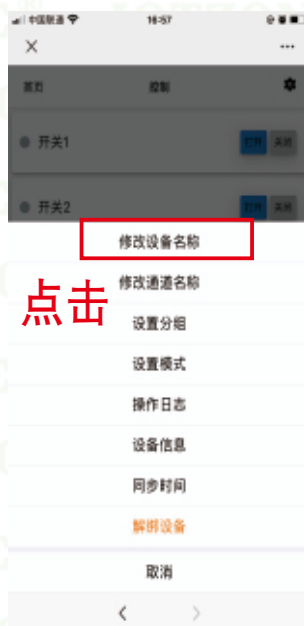 中国联通 16:57
首页 控制
开关1 打开 关闭
开关2 打开 关闭
修改设备名称
点击
修改通道名称
设置分组
设置模式
操作日志
设备信息
同步时间
解绑设备
取消